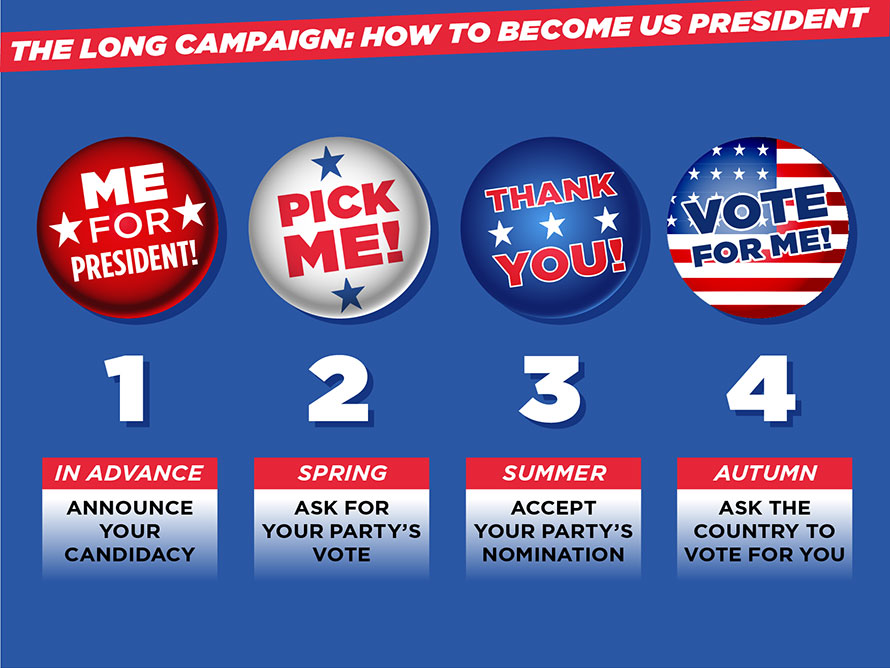 THE LONG CAMPAIGN: HOW TO BECOME US PRESIDENT
ME
FOR
PRESIDENT!
PICK
ME!
THANK
YOU!
VOTE
FOR ME!
1
2
3
4
IN ADVANCE
ANNOUNCE
YOUR
CANDIDACY
SPRING
ASK FOR
YOUR PARTY'S
VOTE
SUMMER
ACCEPT
YOUR PARTY'S
NOMINATION
AUTUMN
ASK THE
COUNTRY TO
VOTE FOR YOU